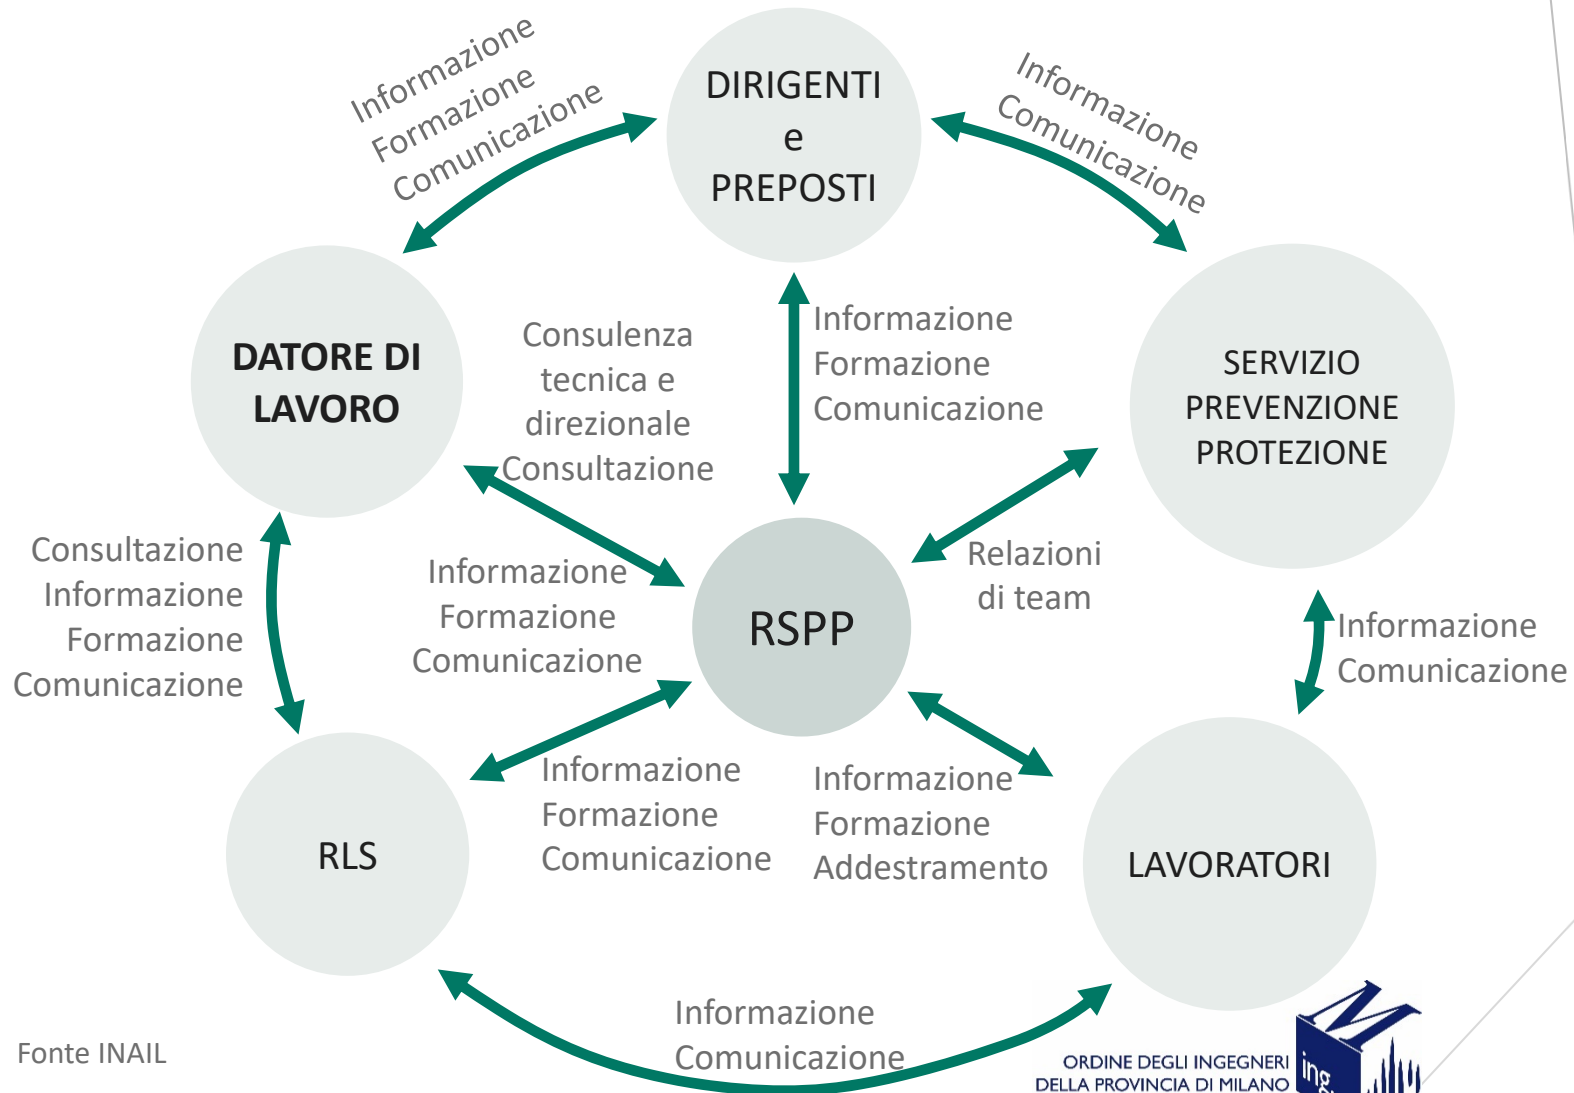 Informazione
Formazione
Comunicazione
DIRIGENTI
e
PREPOSTI
Informazione
Comunicazione
DATORE DI
LAVORO
Consulenza
tecnica e
direzionale
Consultazione
Informazione
Formazione
Comunicazione
SERVIZIO
PREVENZIONE
PROTEZIONE
Consultazione
Informazione
Formazione
Comunicazione
Informazione
Formazione
Comunicazione
RSPP
Relazioni
di team
Informazione
Comunicazione
RLS
Informazione
Formazione
Comunicazione
Informazione
Formazione
Addestramento
LAVORATORI
Informazione
Comunicazione
Fonte INAIL
ORDINE DEGLI INGEGNERI
DELLA PROVINCIA DI MILANO
M
ing